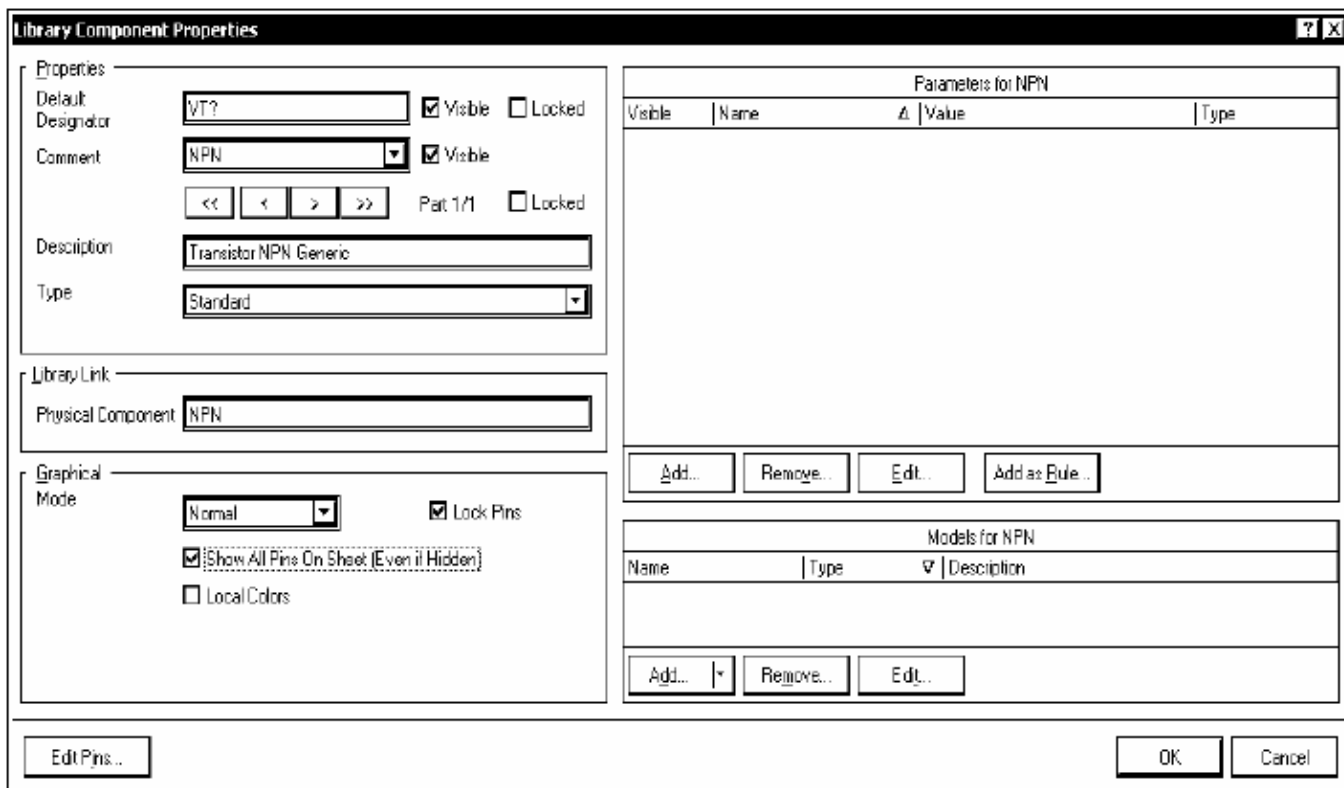 Library Component Properties
Properties
Default Designator VT? Visible Locked
Comment NPN Visible
<< < > >> Part 1/1 Locked
Description Transistor NPN Generic
Type Standard
Library Link
Physical Component NPN
Graphical
Mode Normal Lock Pins
Show All Pins On Sheet (Even if Hidden)
Local Colors
Parameters for NPN
Visible Name Value Type
Add... Remove... Edit... Add as Rule...
Models for NPN
Name Type Description
Add... Remove... Edit...
Edit Pins... OK Cancel